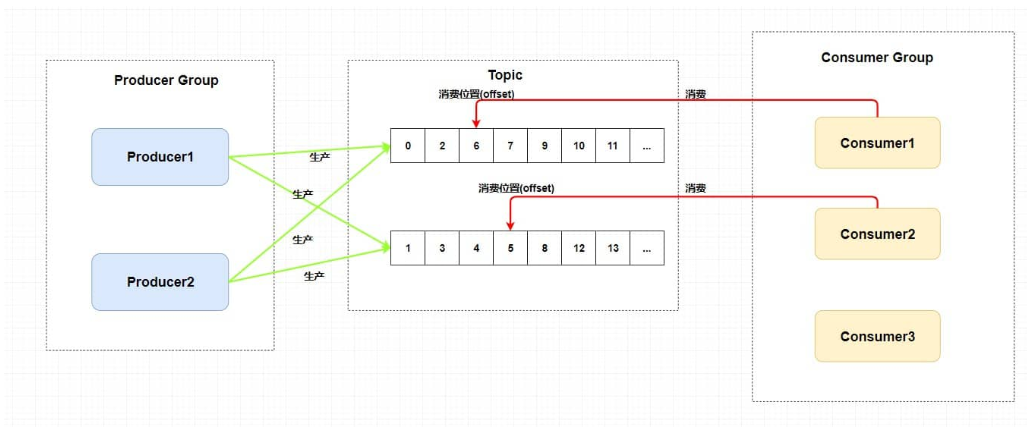 Producer Group
Producer1
Producer2
生产
生产
生产
生产
Topic
消费位置(offset)
0 2 6 7 9 10 11 ...
消费位置(offset)
1 3 4 5 8 12 13 ...
消费
消费
Consumer Group
Consumer1
Consumer2
Consumer3